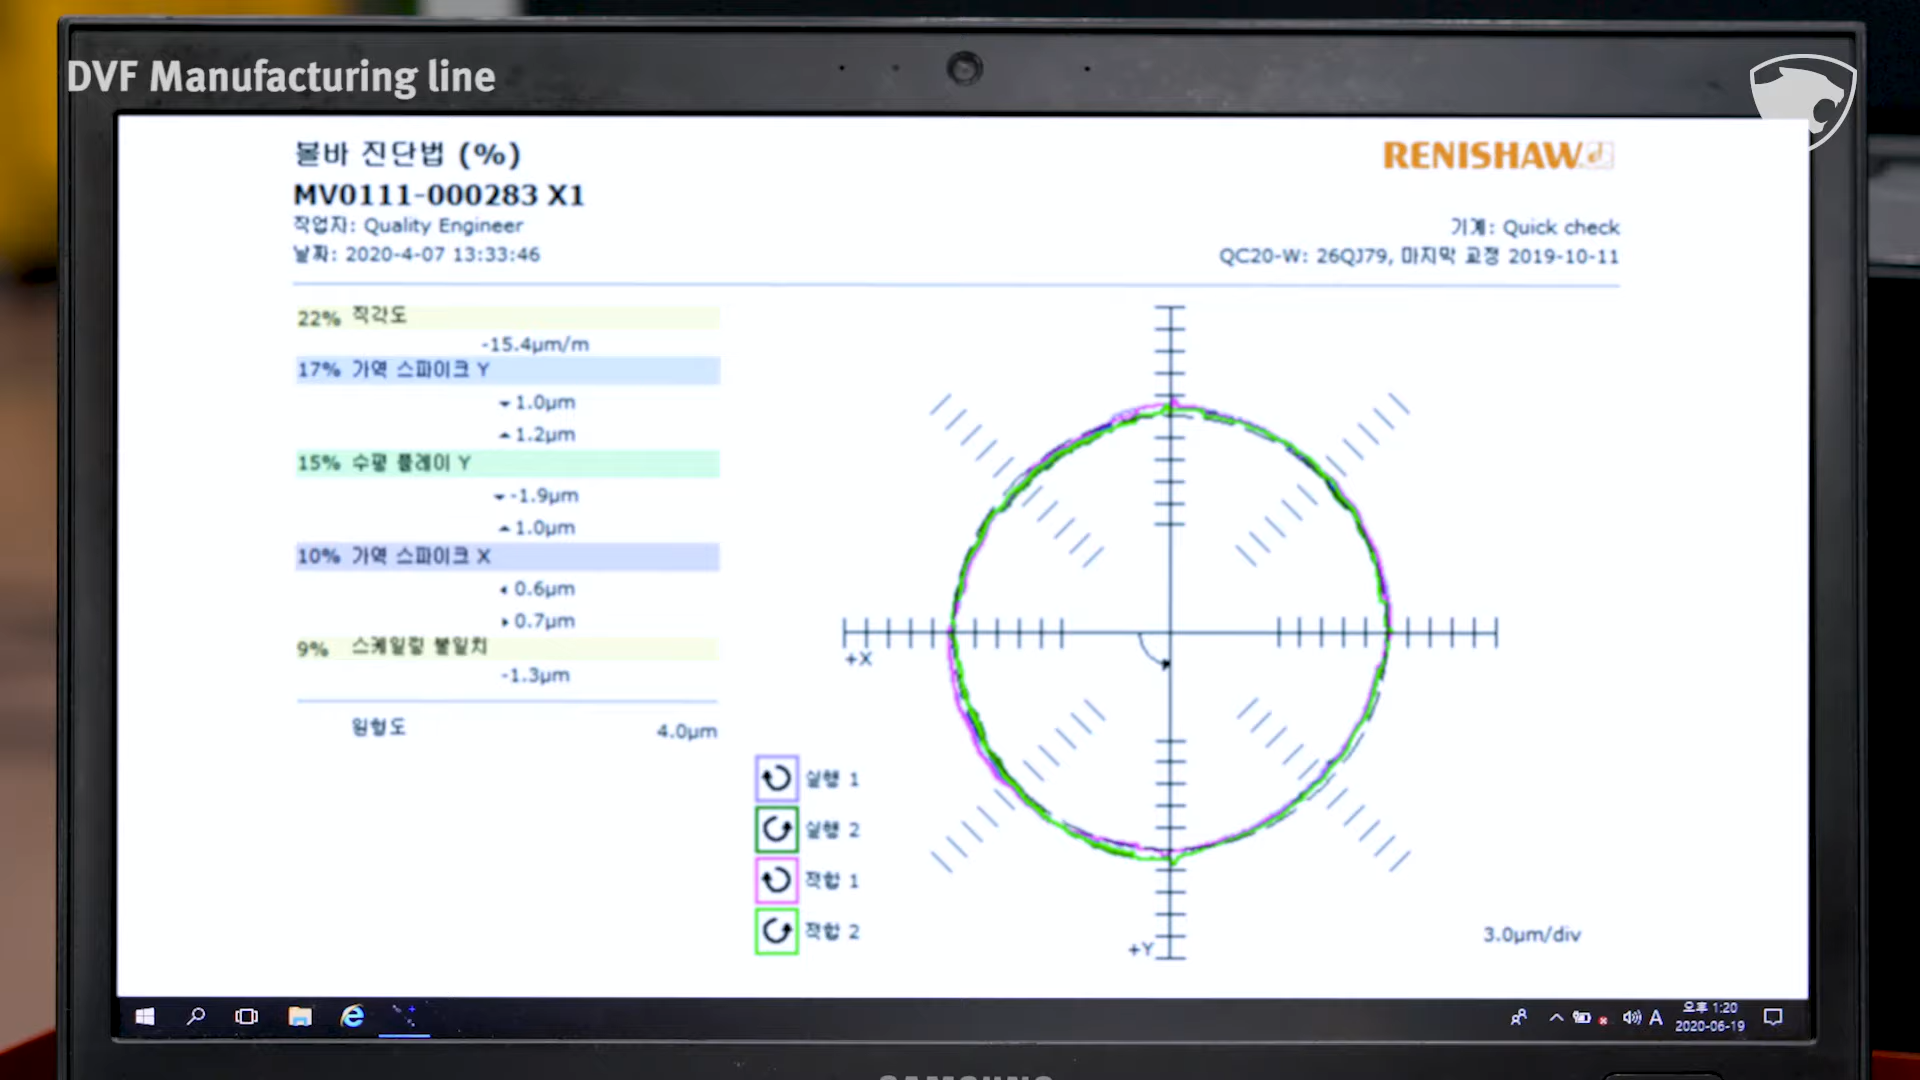 DVF Manufacturing line
볼바 진단법 (%)
RENISHAW
MV0111-000283 X1
작업자: Quality Engineer
기계: Quick check
날짜: 2020-4-07 13:33:46
QC20-W: 26QJ79, 마지막 교정 2019-10-11
22% 직각도
-15.4µm/m
17% 가역 스파이크 Y
1.0µm
1.2µm
15% 수평 플레이 Y
-1.9µm
1.0µm
10% 가역 스파이크 X
0.6µm
0.7µm
9% 스케일링 불일치
-1.3µm
원형도 4.0µm
+X
실행 1
실행 2
적합 1
적합 2
+Y
3.0µm/div
A
오후 1:20
2020-06-19
SAMSUNG